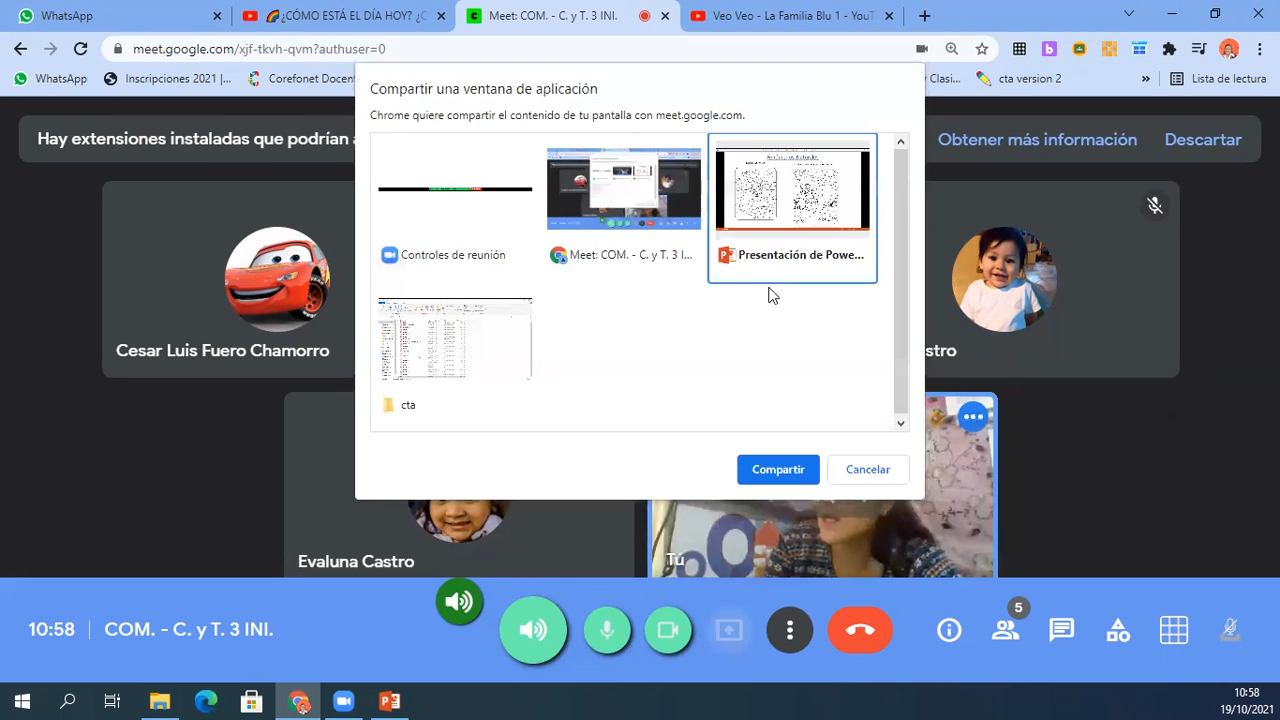 WhatsApp
🌈¿CÓMO ESTÁ EL DÍA HOY? ¿C
Meet: COM. - C. y T. 3 INI.
Veo Veo - La Familia Blu 1 - YouT
meet.google.com/xjf-tkvh-qvm?authuser=0
WhatsApp
Inscripciones 2021 |...
Corefonet Docent
Clasi...
cta version 2
»
Lista de lectura
Compartir una ventana de aplicación
Chrome quiere compartir el contenido de tu pantalla con meet.google.com.
Hay extensiones instaladas que podrían a
Obtener más información
Descartar
Controles de reunión
Meet: COM. - C. y T. 3 I...
Presentación de Powe...
cta
Compartir
Cancelar
Cesar Luis Fuero Chamorro
stro
Evaluna Castro
Tú
10:58
COM. - C. y T. 3 INI.
5
10:58
19/10/2021